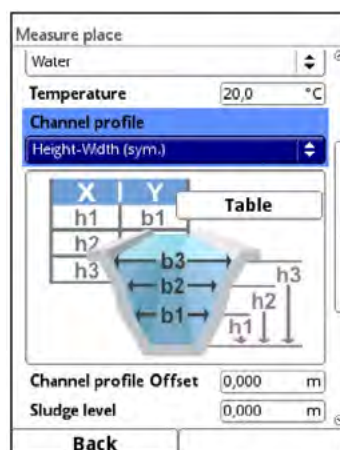 Measure place
Water
Temperature 20,0 °C
Channel profile
Height-Width (sym.)
X Y
h1 b1
Table
h2
h3
b3
b2
b1
h3
h2
h1
Channel profile Offset 0,000 m
Sludge level 0,000 m
Back